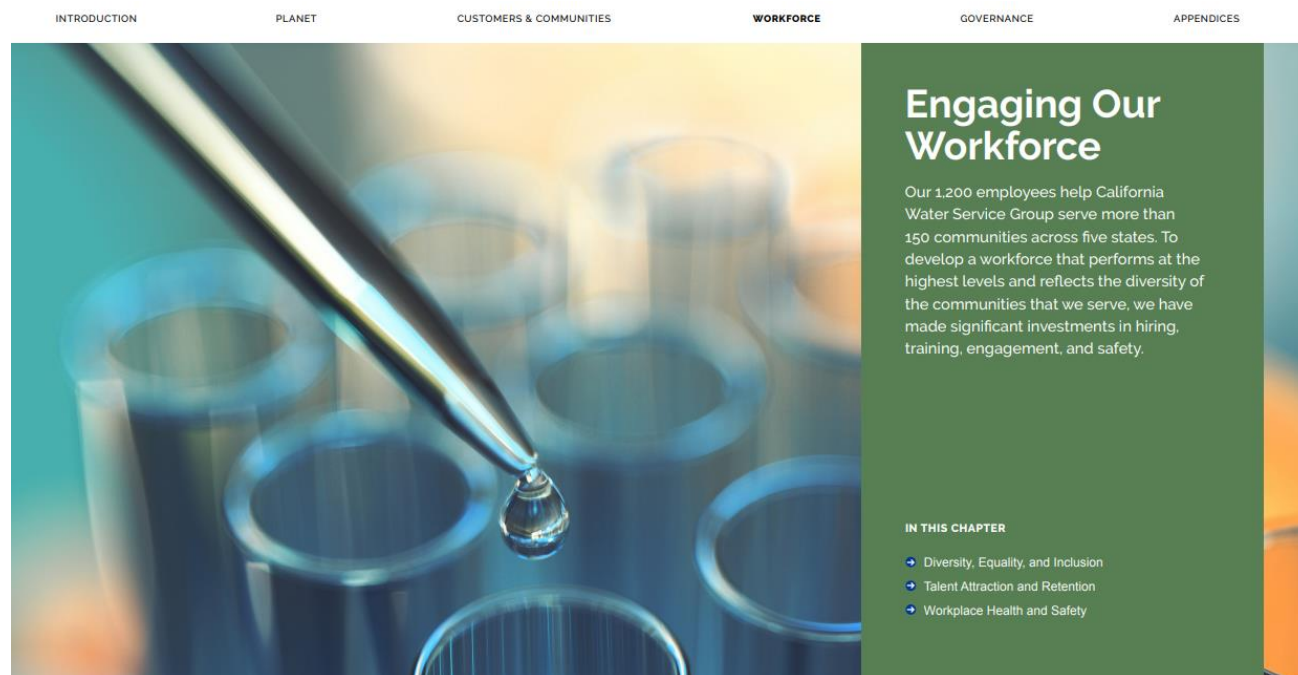 INTRODUCTION PLANET CUSTOMERS & COMMUNITIES WORKFORCE GOVERNANCE APPENDICES
Engaging Our
Workforce
Our 1,200 employees help California
Water Service Group serve more than
150 communities across five states. To
develop a workforce that performs at the
highest levels and reflects the diversity of
the communities that we serve, we have
made significant investments in hiring,
training, engagement, and safety.
IN THIS CHAPTER
Diversity, Equality, and Inclusion
Talent Attraction and Retention
Workplace Health and Safety